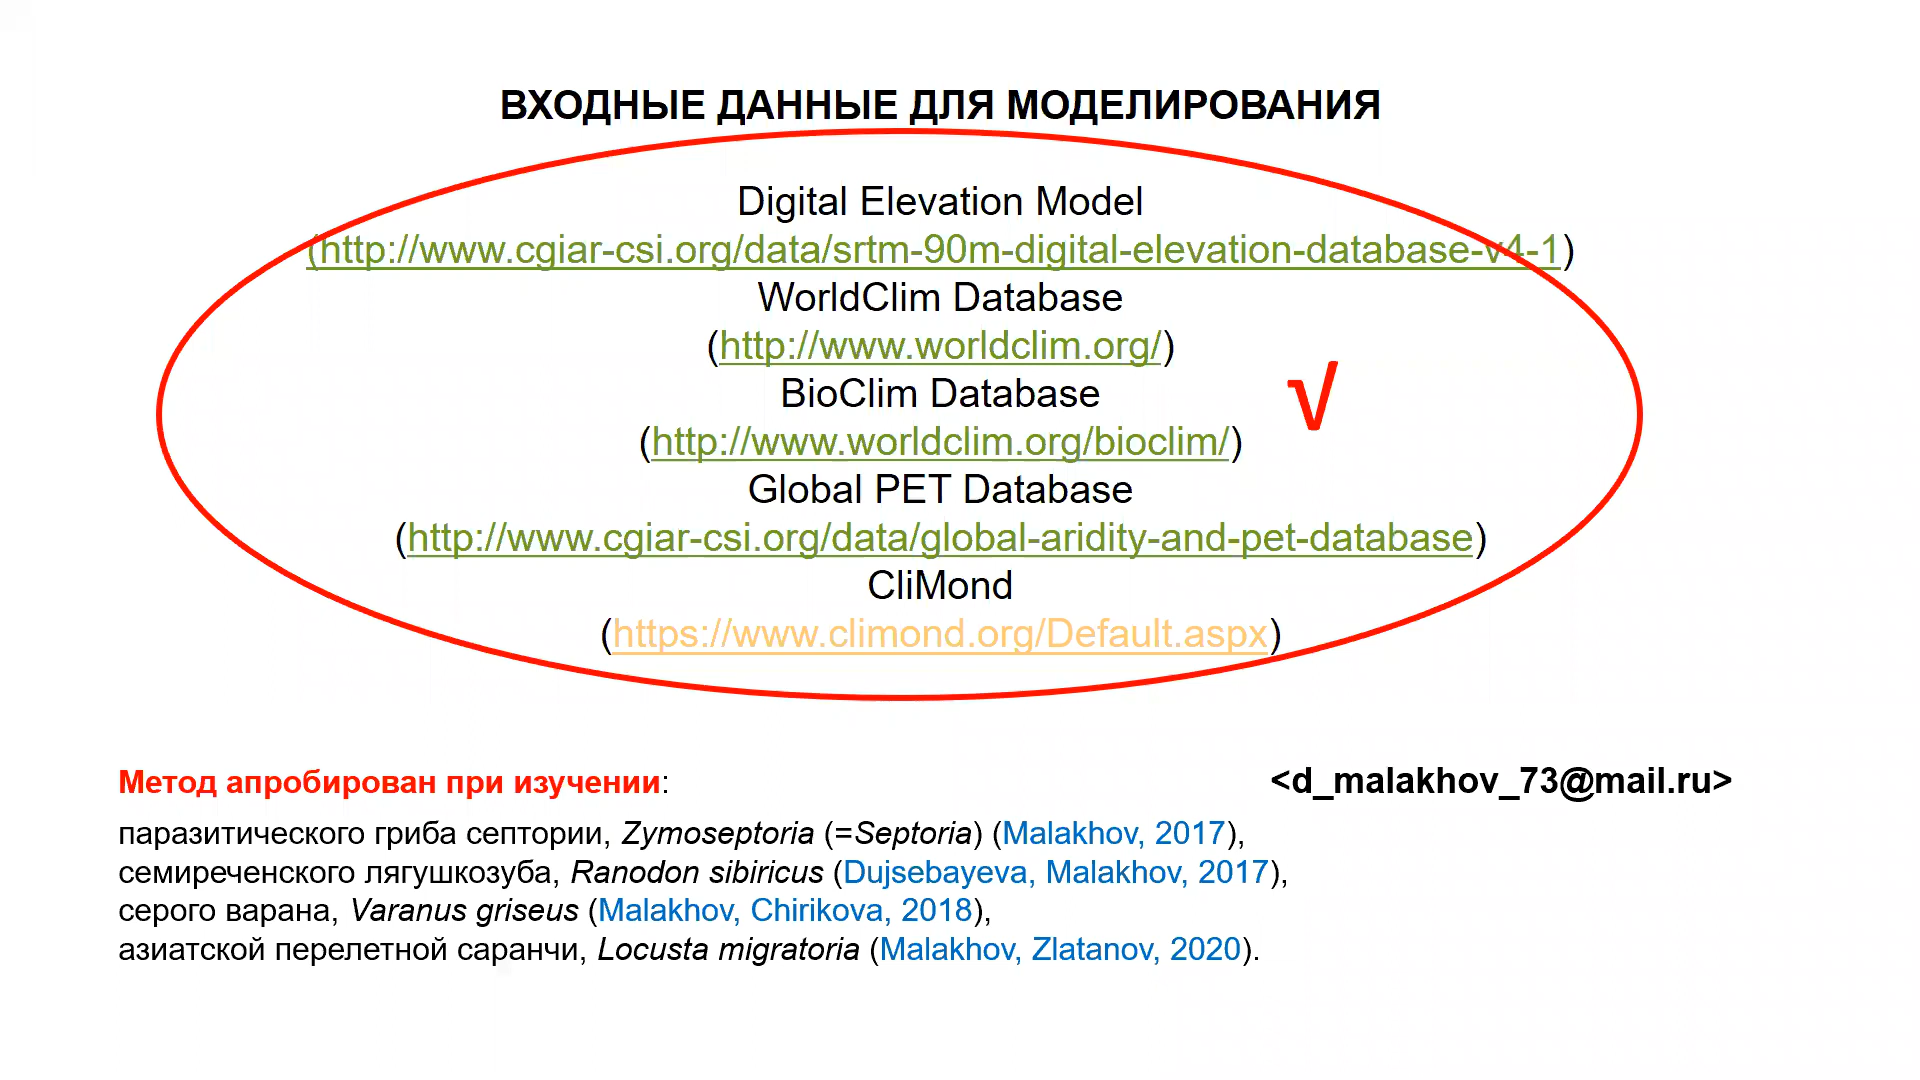 ВХОДНЫЕ ДАННЫЕ ДЛЯ МОДЕЛИРОВАНИЯ
Digital Elevation Model
(http://www.cgiar-csi.org/data/srtm-90m-digital-elevation-database-v4-1)
WorldClim Database
(http://www.worldclim.org/)
BioClim Database
√
(http://www.worldclim.org/bioclim/)
Global PET Database
(http://www.cgiar-csi.org/data/global-aridity-and-pet-database)
CliMond
(https://www.climond.org/Default.aspx)
Метод апробирован при изучении:
<d_malakhov_73@mail.ru>
паразитического гриба септории, Zymoseptoria (=Septoria) (Malakhov, 2017),
семиреченского лягушкозуба, Ranodon sibiricus (Dujsebayeva, Malakhov, 2017),
серого варана, Varanus griseus (Malakhov, Chirikova, 2018),
азиатской перелетной саранчи, Locusta migratoria (Malakhov, Zlatanov, 2020).